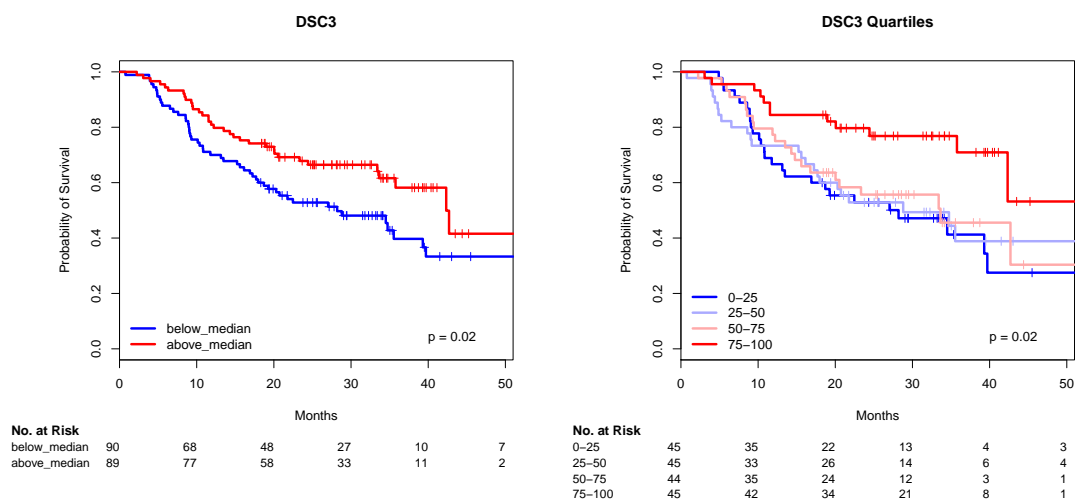 DSC3
1.0
0.8
0.6
0.4
0.2
0.0
Probability of Survival
below_median
above_median
p = 0.02
0 10 20 30 40 50
Months
No. at Risk
below_median 90 68 48 27 10 7
above_median 89 77 58 33 11 2
DSC3 Quartiles
1.0
0.8
0.6
0.4
0.2
0.0
Probability of Survival
0−25
25−50
50−75
75−100
p = 0.02
0 10 20 30 40 50
Months
No. at Risk
0−25 45 35 22 13 4 3
25−50 45 33 26 14 6 4
50−75 44 35 24 12 3 1
75−100 45 42 34 21 8 1